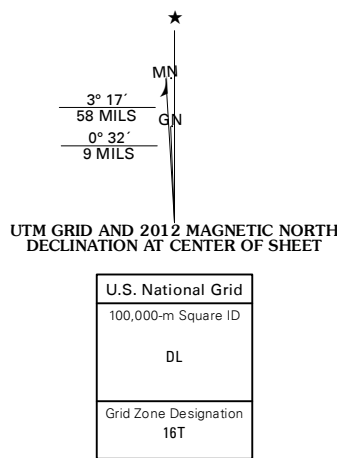 MN
3° 17´
58 MILS
GN
0° 32´
9 MILS
UTM GRID AND 2012 MAGNETIC NORTH
DECLINATION AT CENTER OF SHEET
U.S. National Grid
100,000-m Square ID
DL
Grid Zone Designation
16T